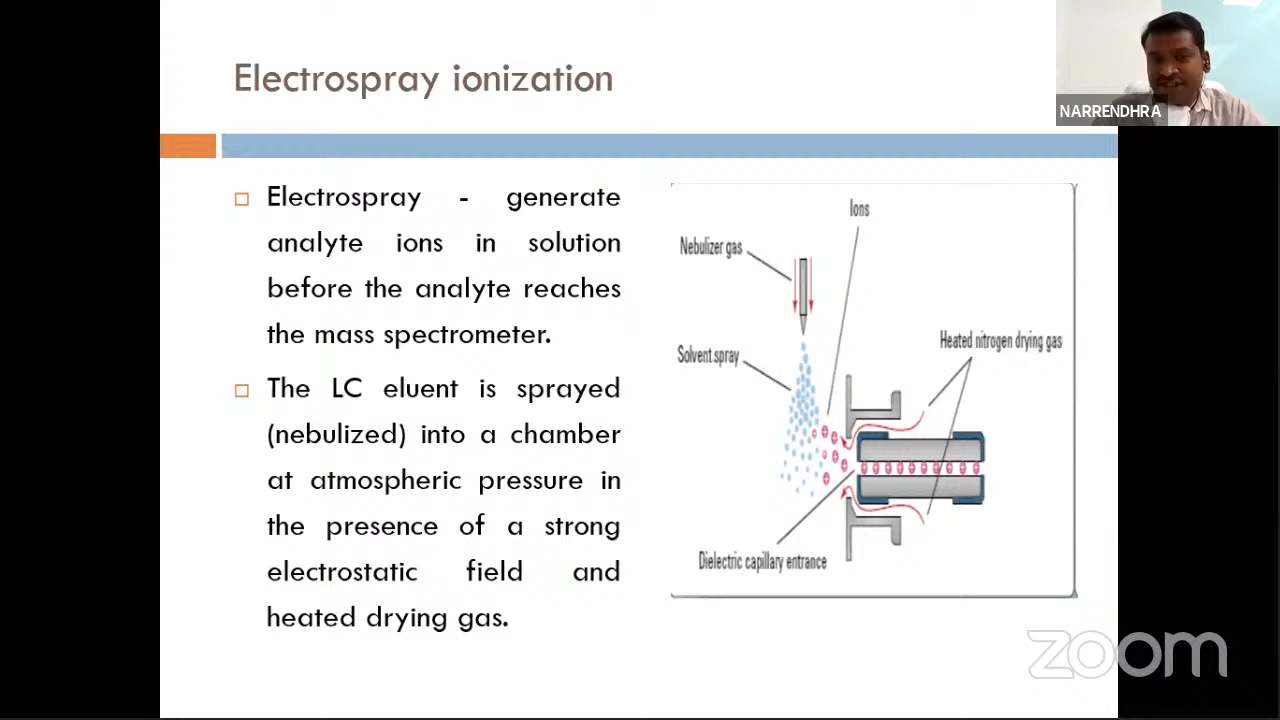 Electrospray ionization
NARRENDHRA
Electrospray - generate
analyte ions in solution
before the analyte reaches
the mass spectrometer.
The LC eluent is sprayed
(nebulized) into a chamber
at atmospheric pressure in
the presence of a strong
electrostatic field and
heated drying gas.
Ions
Nebulizer gas
Heated nitrogen drying gas
Solvent spray
Dielectric capillary entrance
zoom